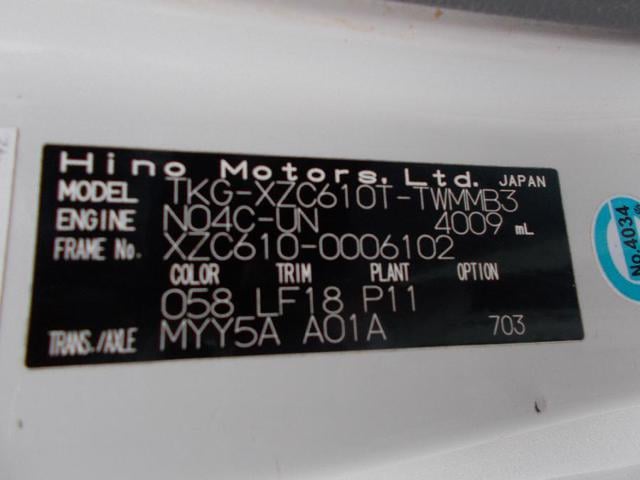 Hino Motors, Ltd. JAPAN
MODEL TKG-XZC610T-TWMMB3
ENGINE N04C-UN 4009 mL
FRAME No. XZC610-0006102
COLOR TRIM PLANT OPTION
058 LF18 P11
TRANS./AXLE MYY5A A01A 703
No.4034